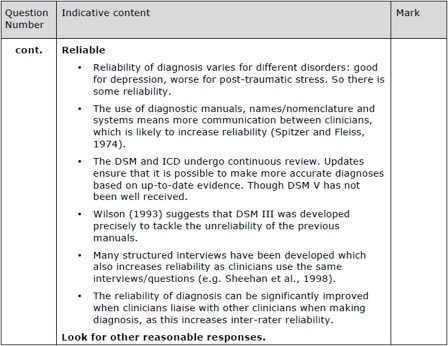 Question Number
Indicative content
Mark
cont.
Reliable
• Reliability of diagnosis varies for different disorders: good
for depression, worse for post-traumatic stress. So there
is some reliability.
• The use of diagnostic manuals, names/nomenclature and
systems means more communication between clinicians,
which is likely to increase reliability (Spitzer and Fleiss,
1974).
• The DSM and ICD undergo continuous review. Updates
ensure that it is possible to make more accurate diagnoses
based on up-to-date evidence. Though DSM V has not
been well received.
• Wilson (1993) suggests that DSM III was developed
precisely to tackle the unreliability of the previous
manuals.
• Many structured interviews have been developed which
also increases reliability as clinicians use the same
interviews/questions (e.g. Sheehan et al., 1998).
• The reliability of diagnosis can be significantly improved
when clinicians liaise with other clinicians when making
diagnosis, as this increases inter-rater reliability.
Look for other reasonable responses.